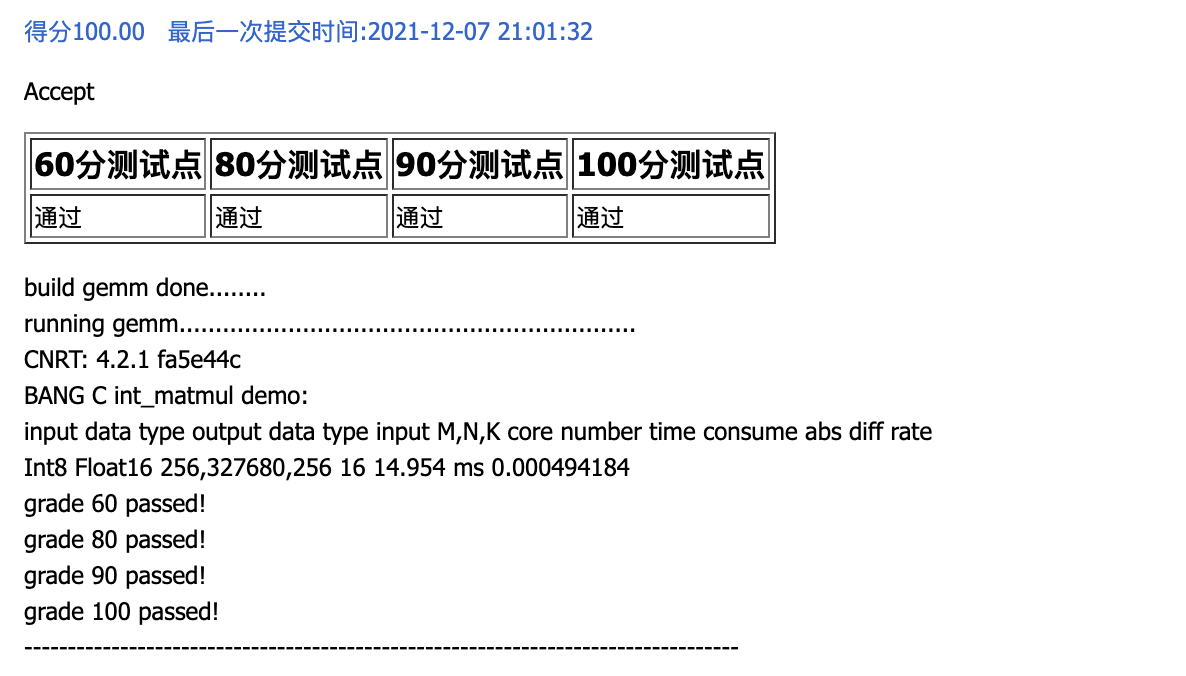 得分100.00 最后一次提交时间:2021-12-07 21:01:32
Accept
60分测试点 80分测试点 90分测试点 100分测试点
通过 通过 通过 通过
build gemm done........
running gemm...............................................................
CNRT: 4.2.1 fa5e44c
BANG C int_matmul demo:
input data type output data type input M,N,K core number time consume abs diff rate
Int8 Float16 256,327680,256 16 14.954 ms 0.000494184
grade 60 passed!
grade 80 passed!
grade 90 passed!
grade 100 passed!
----------------------------------------------------------------------------------